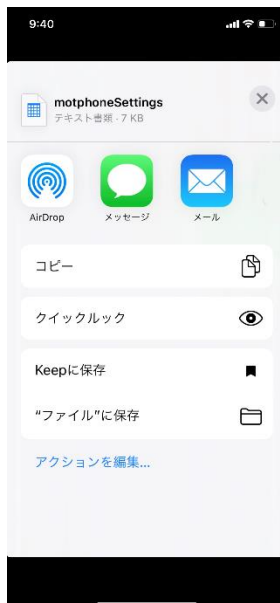 9:40
motphoneSettings
テキスト書類・7 KB
AirDrop
メッセージ
メール
コピー
クイックルック
Keepに保存
“ファイル”に保存
アクションを編集...